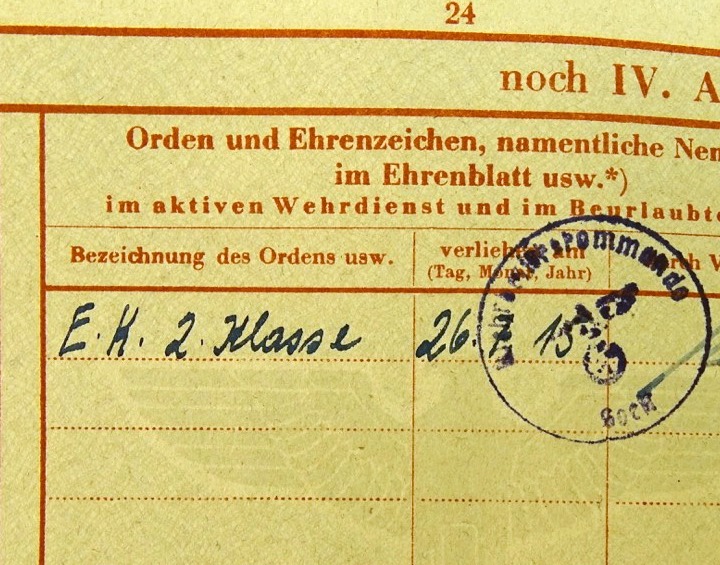 24
noch IV. A
Orden und Ehrenzeichen, namentliche Nen
im Ehrenblatt usw.*)
im aktiven Wehrdienst und im Beurlaubte
Bezeichnung des Ordens usw.
verliehen am
(Tag, Monat, Jahr)
E. K. 2. Klasse
26. 15